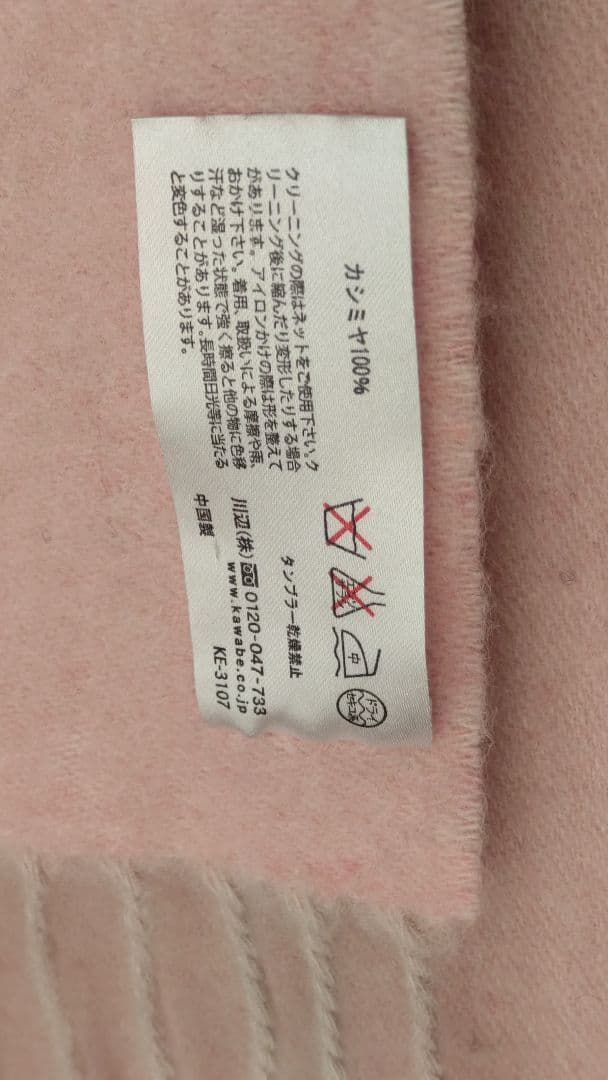 カシミヤ100%
クリーニングの際はネットをご使用下さい。ク
リーニング後に縮んだり変形したりする場合
があります。アイロンかけの際は形を整えて
おかけ下さい。着用、取扱いによる摩擦や雨、
汗など湿った状態で強く擦ると他の物に色移
りすることがあります。長時間日光等に当たる
と変色することがあります。
中
ドライ
セキユ系
タンブラー乾燥禁止
川辺(株) 0120-047-733
www.kawabe.co.jp
中国製 KE-3107